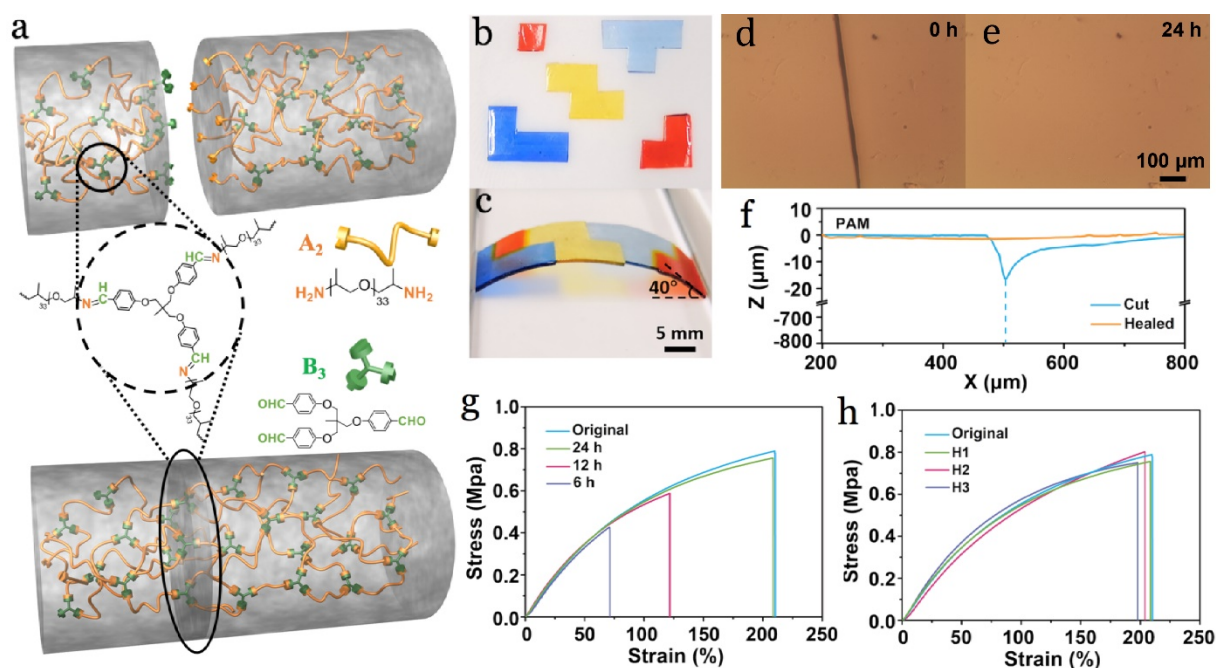 a
HC=N
33
33
N=CH
CH
N
33
A₂
H₂N
O
33
NH₂
B₃
OHC
O
O
CHO
OHC
O
b
c
40°
5 mm
d
0 h
e
24 h
100 μm
f
PAM
Z (μm)
10
0
-10
-20
-700
-800
Cut
Healed
200
400
600
800
X (μm)
g
Stress (Mpa)
1.0
0.8
0.6
0.4
0.2
0.0
Original
24 h
12 h
6 h
0
50
100
150
200
250
Strain (%)
h
Stress (Mpa)
1.0
0.8
0.6
0.4
0.2
0.0
Original
H1
H2
H3
0
50
100
150
200
250
Strain (%)